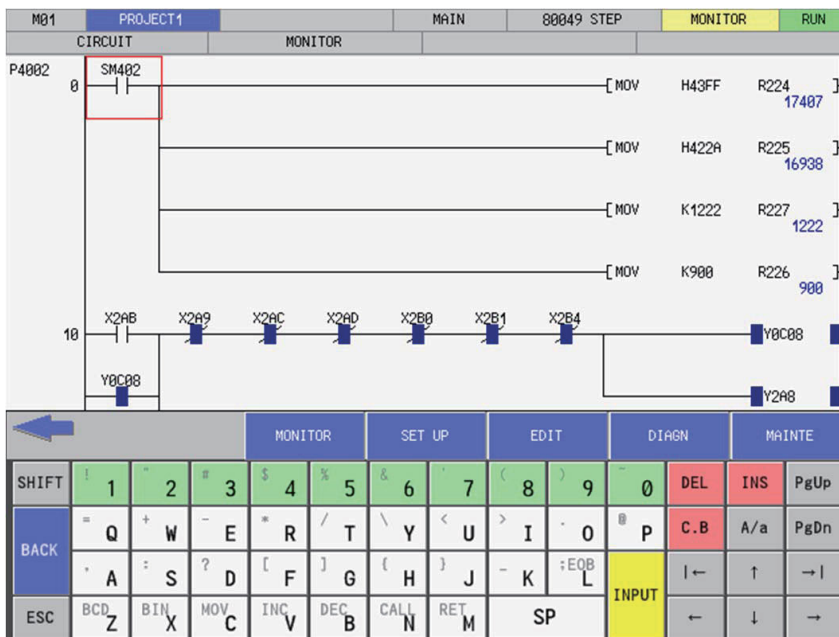 M01 PROJECT1 MAIN 80049 STEP MONITOR RUN
CIRCUIT MONITOR
P4002 SM402
0 [ MOV H43FF R224 ]
17407
[ MOV H422A R225 ]
16938
[ MOV K1222 R227 ]
1222
[ MOV K900 R226 ]
900
X2AB X2A9 X2AC X2AD X2B0 X2B1 X2B4
10 Y0C08
Y0C08
Y2A8
MONITOR SET UP EDIT DIAGN MAINTE
SHIFT ! 1 " 2 # 3 $ 4 % 5 & 6 ' 7 ( 8 ) 9 ~ 0 DEL INS PgUp
BACK = Q + W - E * R / T \ Y < U > I . O @ P C.B A/a PgDn
, A : S ? D [ F ] G { H } J _ K ;EOB L INPUT |← ↑ →|
ESC BCD Z BIN X MOV C INC V DEC B CALL N RET M SP ← ↓ →